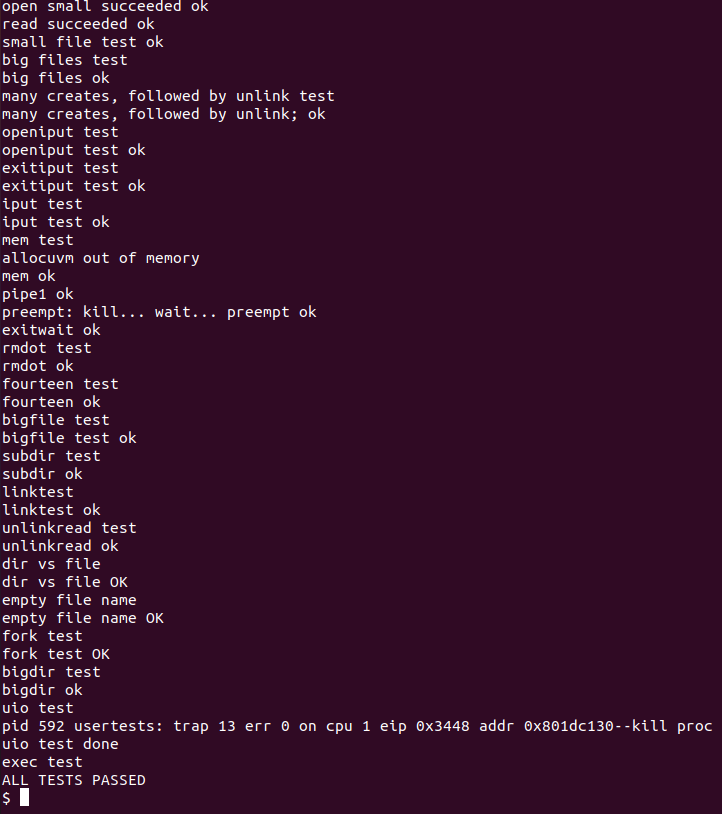 open small succeeded ok
read succeeded ok
small file test ok
big files test
big files ok
many creates, followed by unlink test
many creates, followed by unlink; ok
openiput test
openiput test ok
exitiput test
exitiput test ok
iput test
iput test ok
mem test
allocuvm out of memory
mem ok
pipe1 ok
preempt: kill... wait... preempt ok
exitwait ok
rmdot test
rmdot ok
fourteen test
fourteen ok
bigfile test
bigfile test ok
subdir test
subdir ok
linktest
linktest ok
unlinkread test
unlinkread ok
dir vs file
dir vs file OK
empty file name
empty file name OK
fork test
fork test OK
bigdir test
bigdir ok
uio test
pid 592 usertests: trap 13 err 0 on cpu 1 eip 0x3448 addr 0x801dc130--kill proc
uio test done
exec test
ALL TESTS PASSED
$